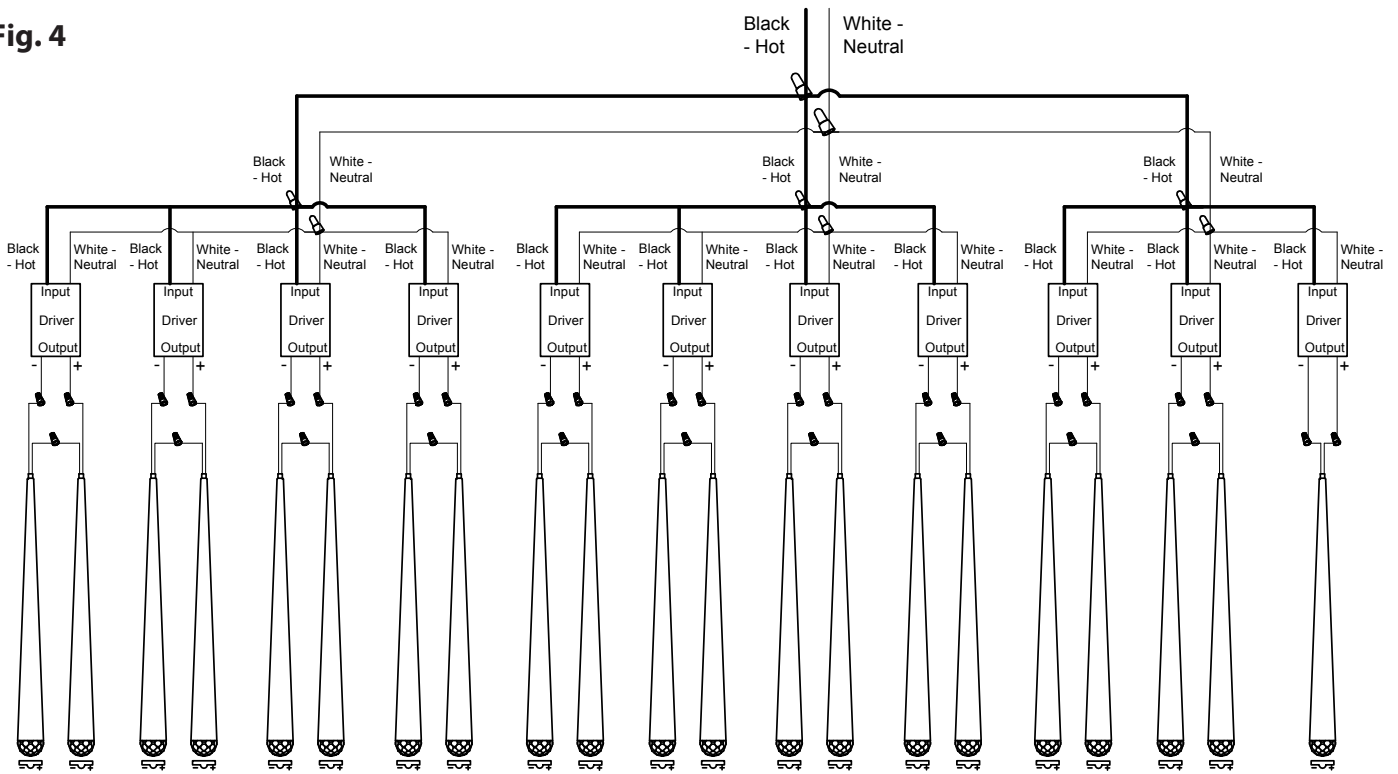 Fig. 4
Black White -
- Hot Neutral
Black White - Black White - Black White -
- Hot Neutral - Hot Neutral - Hot Neutral
Black White - Black White - Black White - Black White - Black White - Black White - Black White - Black White - Black White - Black White - Black White -
- Hot Neutral - Hot Neutral - Hot Neutral - Hot Neutral - Hot Neutral - Hot Neutral - Hot Neutral - Hot Neutral - Hot Neutral - Hot Neutral - Hot Neutral
Input Input Input Input Input Input Input Input Input Input Input
Driver Driver Driver Driver Driver Driver Driver Driver Driver Driver Driver
Output Output Output Output Output Output Output Output Output Output Output
- + - + - + - + - + - + - + - + - + - + - +